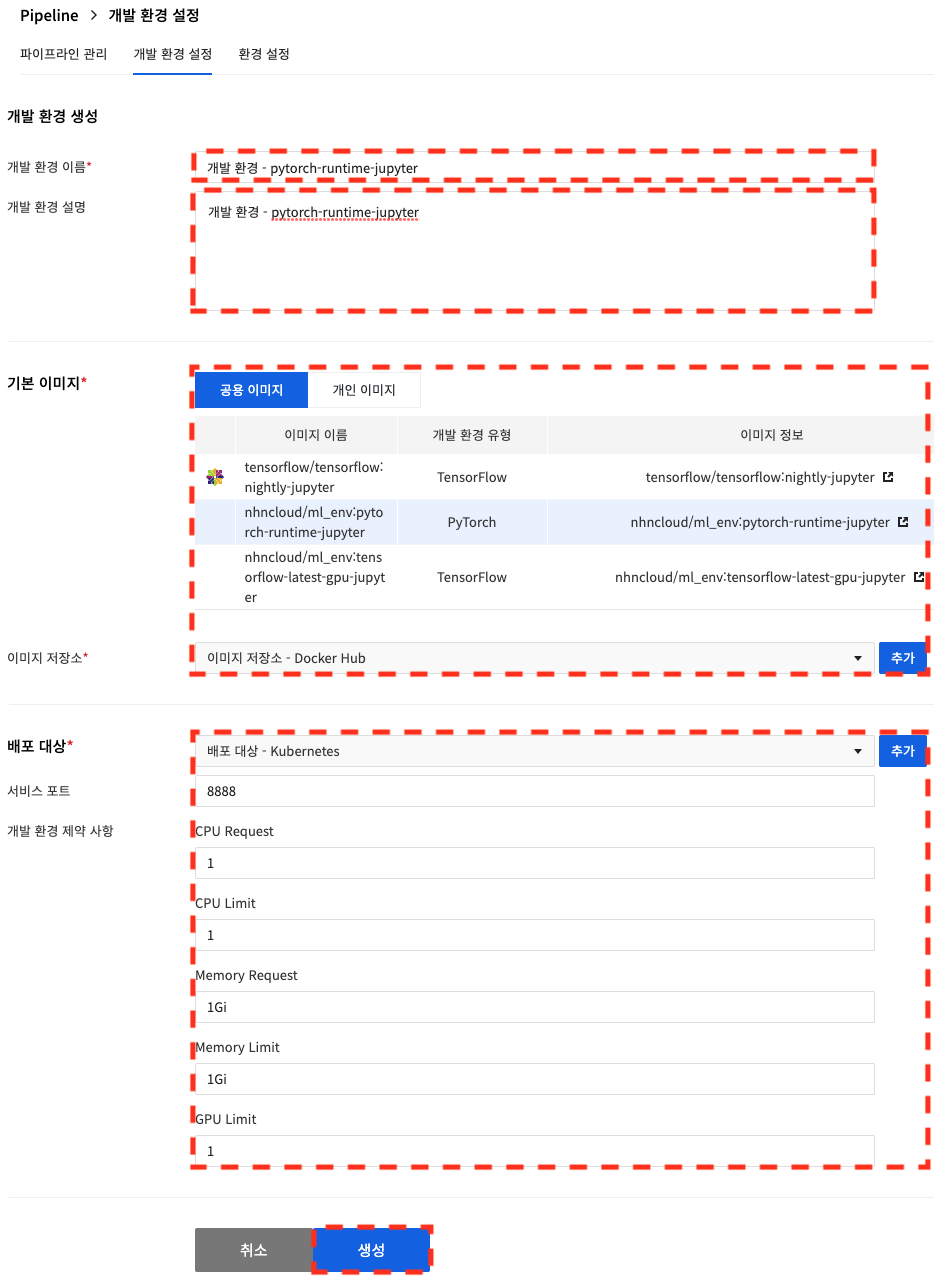 Pipeline > 개발 환경 설정
파이프라인 관리 개발 환경 설정 환경 설정
개발 환경 생성
개발 환경 이름* 개발 환경 - pytorch-runtime-jupyter
개발 환경 설명 개발 환경 - pytorch-runtime-jupyter
기본 이미지* 공용 이미지 개인 이미지
이미지 이름 개발 환경 유형 이미지 정보
tensorflow/tensorflow:
nightly-jupyter
TensorFlow tensorflow/tensorflow:nightly-jupyter
nhncloud/ml_env:pyto
rch-runtime-jupyter
PyTorch nhncloud/ml_env:pytorch-runtime-jupyter
nhncloud/ml_env:tens
orflow-latest-gpu-jupyt
er
TensorFlow nhncloud/ml_env:tensorflow-latest-gpu-jupyter
이미지 저장소* 이미지 저장소 - Docker Hub 추가
배포 대상* 배포 대상 - Kubernetes 추가
서비스 포트 8888
개발 환경 제약 사항 CPU Request
1
CPU Limit
1
Memory Request
1Gi
Memory Limit
1Gi
GPU Limit
1
취소 생성